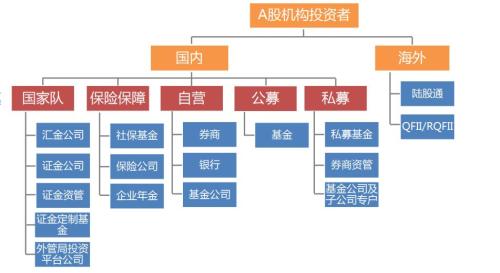 A股机构投资者
国内
海外
国家队
保险保障
自营
公募
私募
陆股通
QFII/RQFII
汇金公司
证金公司
证金资管
证金定制基
金
外管局投资
平台公司
社保基金
保险公司
企业年金
券商
银行
基金公司
基金
私募基金
券商资管
基金公司及
子公司专户